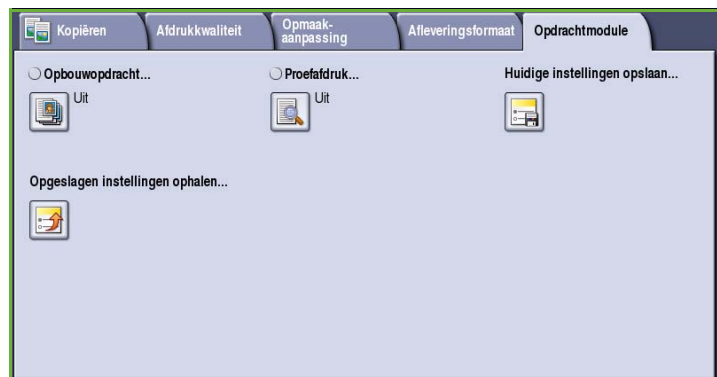 Kopiëren
Afdrukkwaliteit
Opmaak-
aanpassing
Afleveringsformaat
Opdrachtmodule
Opbouwopdracht...
Uit
Proefafdruk...
Uit
Huidige instellingen opslaan...
Opgeslagen instellingen ophalen...